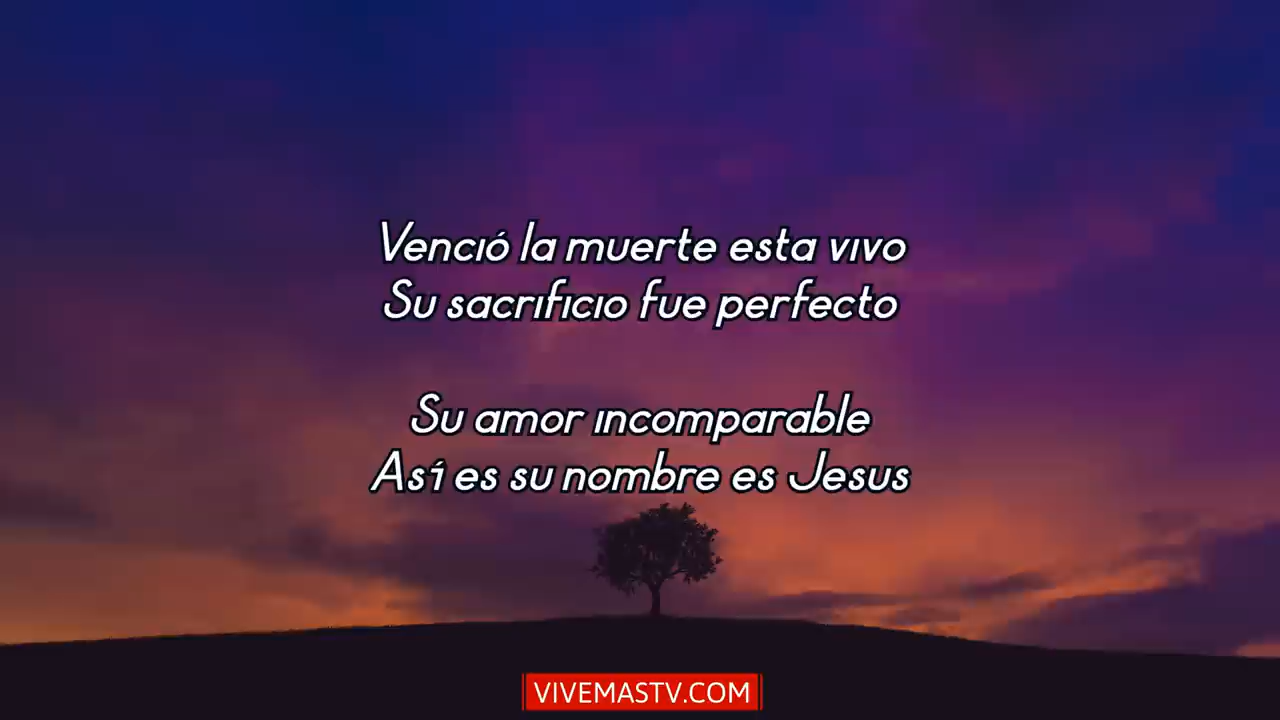 Venció la muerte esta vivo
Su sacrificio fue perfecto
Su amor incomparable
Así es su nombre es Jesus
VIVEMASTV.COM